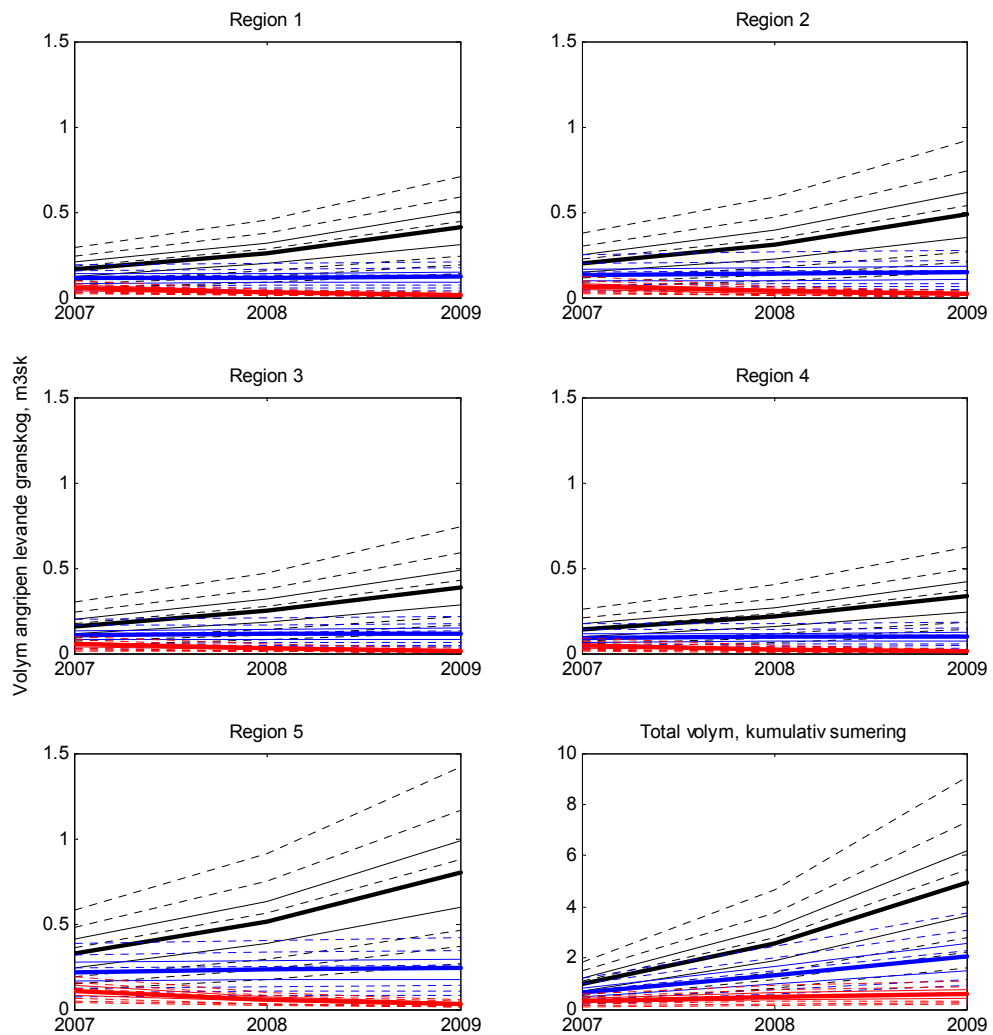 Region 1
1.5
1
0.5
0
2007 2008 2009
Region 2
1.5
1
0.5
0
2007 2008 2009
Volym angripen levande granskog, m3sk
Region 3
1.5
1
0.5
0
2007 2008 2009
Region 4
1.5
1
0.5
0
2007 2008 2009
Region 5
1.5
1
0.5
0
2007 2008 2009
Total volym, kumulativ sumering
10
8
6
4
2
0
2007 2008 2009